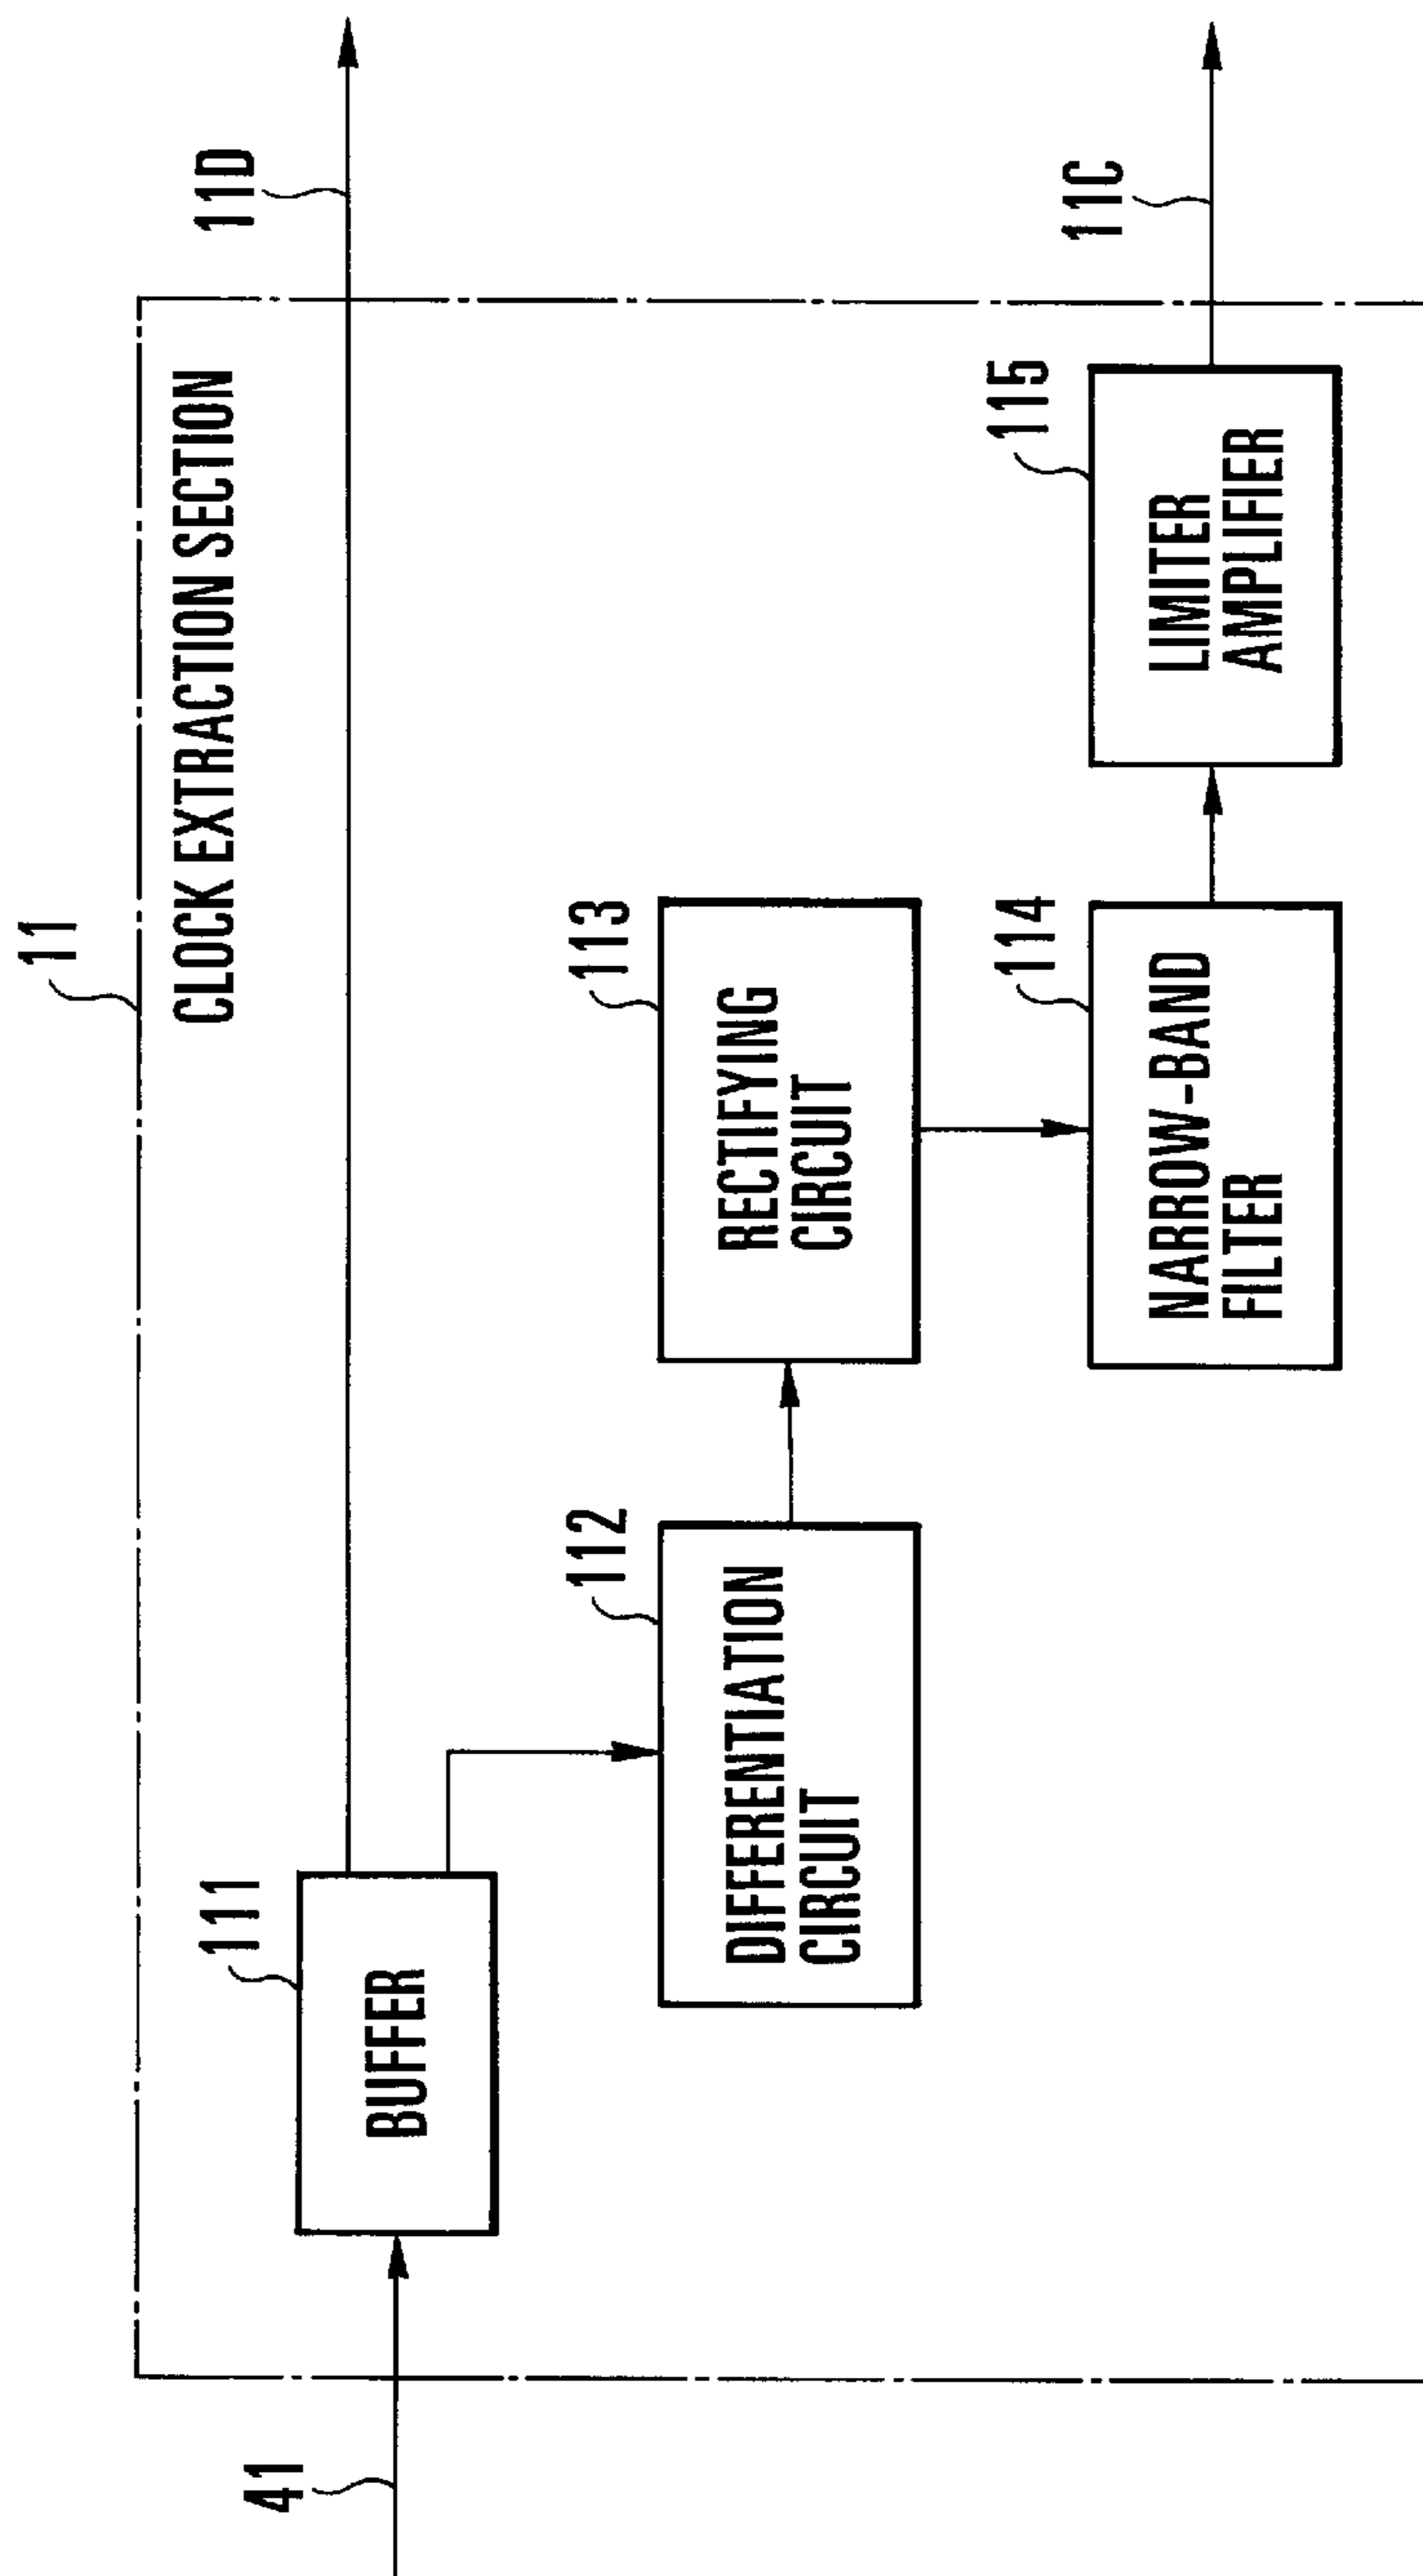 11
CLOCK EXTRACTION SECTION
41
111
BUFFER
11D
112
DIFFERENTIATION
CIRCUIT
113
RECTIFYING
CIRCUIT
114
NARROW-BAND
FILTER
115
LIMITER
AMPLIFIER
11C